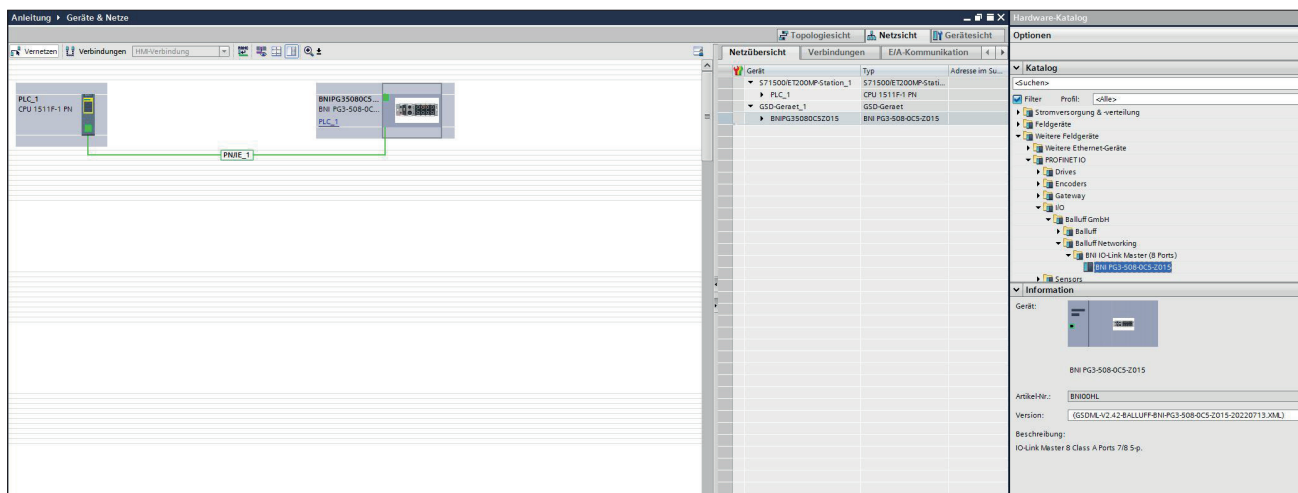 Anleitung ▸ Geräte & Netze
Hardware-Katalog
Topologiesicht
Netzsicht
Gerätesicht
Optionen
Vernetzen
Verbindungen
HMI-Verbindung
Netzübersicht
Verbindungen
E/A-Kommunikation
Katalog
Gerät
Typ
Adresse im Su...
<Suchen>
S71500/ET200MP-Station_1
S71500/ET200MP-Stati...
PLC_1
CPU 1511F-1 PN
GSD-Geraet_1
GSD-Geraet
BNIPG35080C5Z015
BNI PG3-508-0C5-Z015
PLC_1
CPU 1511F-1 PN
BNIPG35080C5...
BNI PG3-508-0C...
PLC_1
PN/IE_1
Filter
Profil:
<Alle>
Stromversorgung & -verteilung
Feldgeräte
Weitere Feldgeräte
Weitere Ethernet-Geräte
PROFINET IO
Drives
Encoders
Gateway
I/O
Balluff GmbH
Balluff
Balluff Networking
BNI IO-Link Master (8 Ports)
BNI PG3-508-0C5-Z015
Sensors
Information
Gerät:
BNI PG3-508-0C5-Z015
Artikel-Nr.:
BNI00HL
Version:
(GSDML-V2.42-BALLUFF-BNI-PG3-508-0C5-Z015-20220713.XML)
Beschreibung:
IO-Link Master 8 Class A Ports 7/8 5-p.